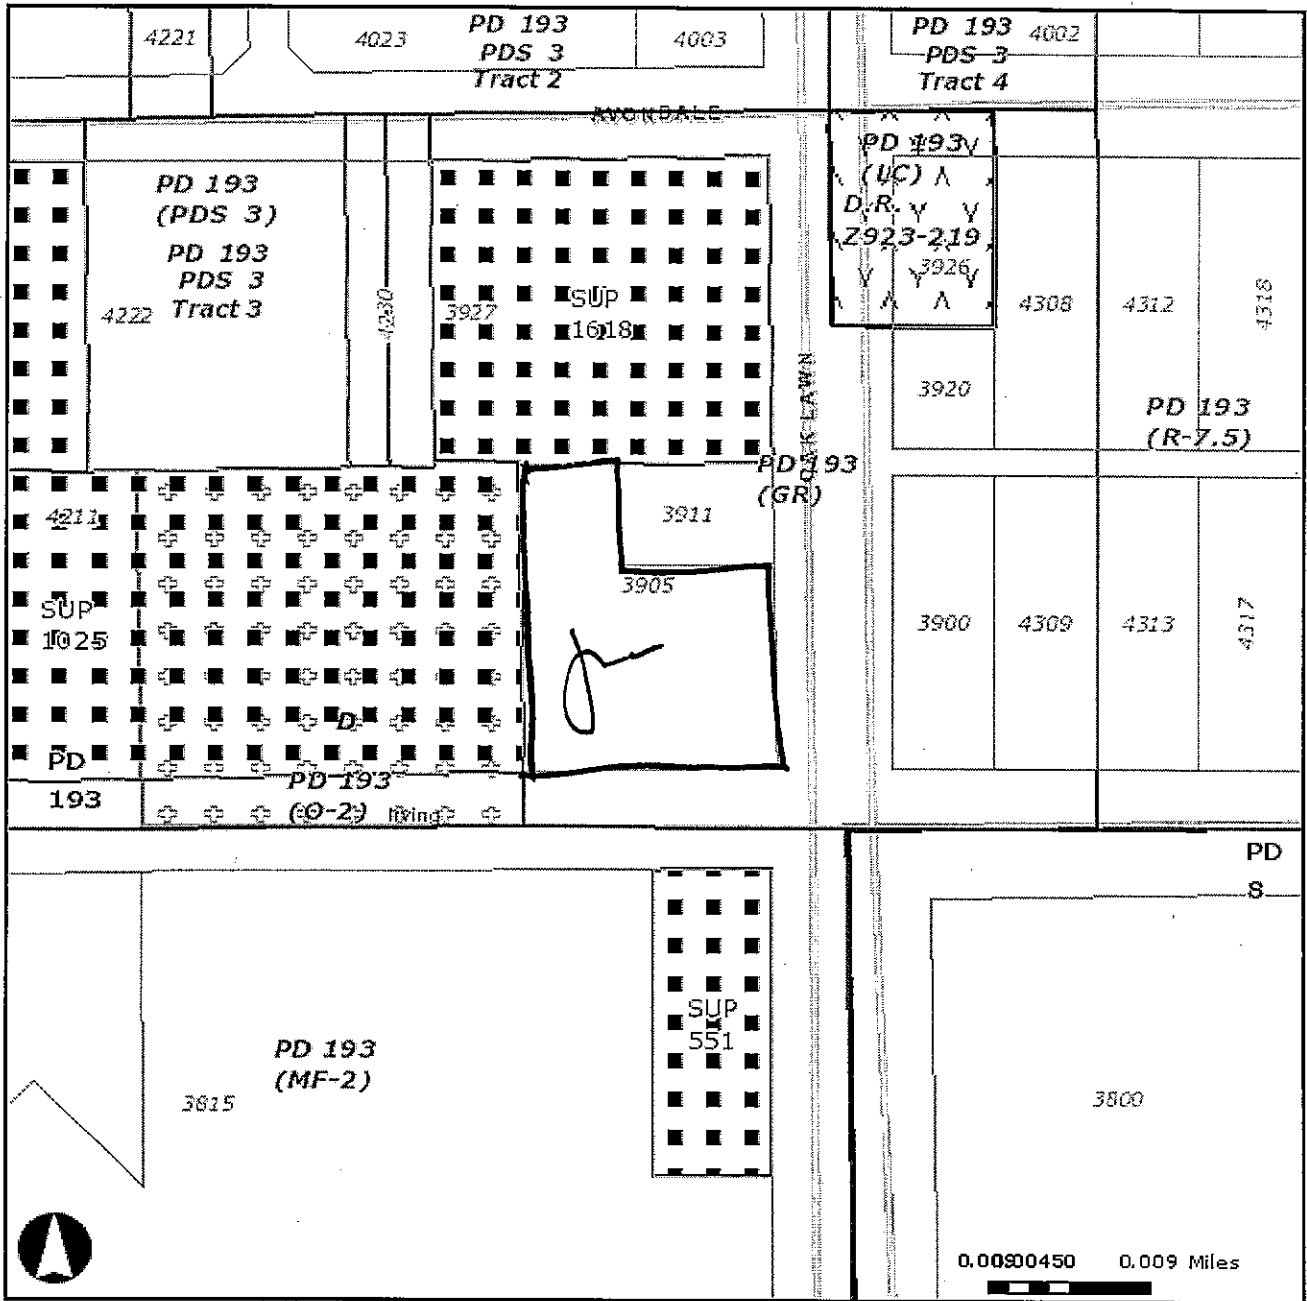 4221
4023
PD 193
PDS 3
Tract 2
4003
PD 193
PDS 3
Tract 4
4002
AVONDALE
PD 193
(PDS 3)
PD 193
PDS 3
Tract 3
4222
4230
3927
SUP
1618
PD 193
(LC)
D.R.
Z923-219
3926
4308
4312
4318
3920
OAK LAWN
PD 193
(R-7.5)
PD 193
(GR)
4211
3911
3905
SUP
1025
3900
4309
4313
4317
D
PD
193
PD 193
(O-2)
Irving
PD
S
SUP
551
PD 193
(MF-2)
3815
3800
0.009 Miles